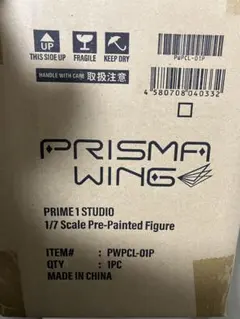 UP
THIS SIDE UP
FRAGILE
KEEP DRY
HANDLE WITH CARE 取扱注意
PWPCL-01P
4 580708 040332
PRISMA
WING
PRIME 1 STUDIO
1/7 Scale Pre-Painted Figure
ITEM# : PWPCL-01P
QTY : 1PC
MADE IN CHINA